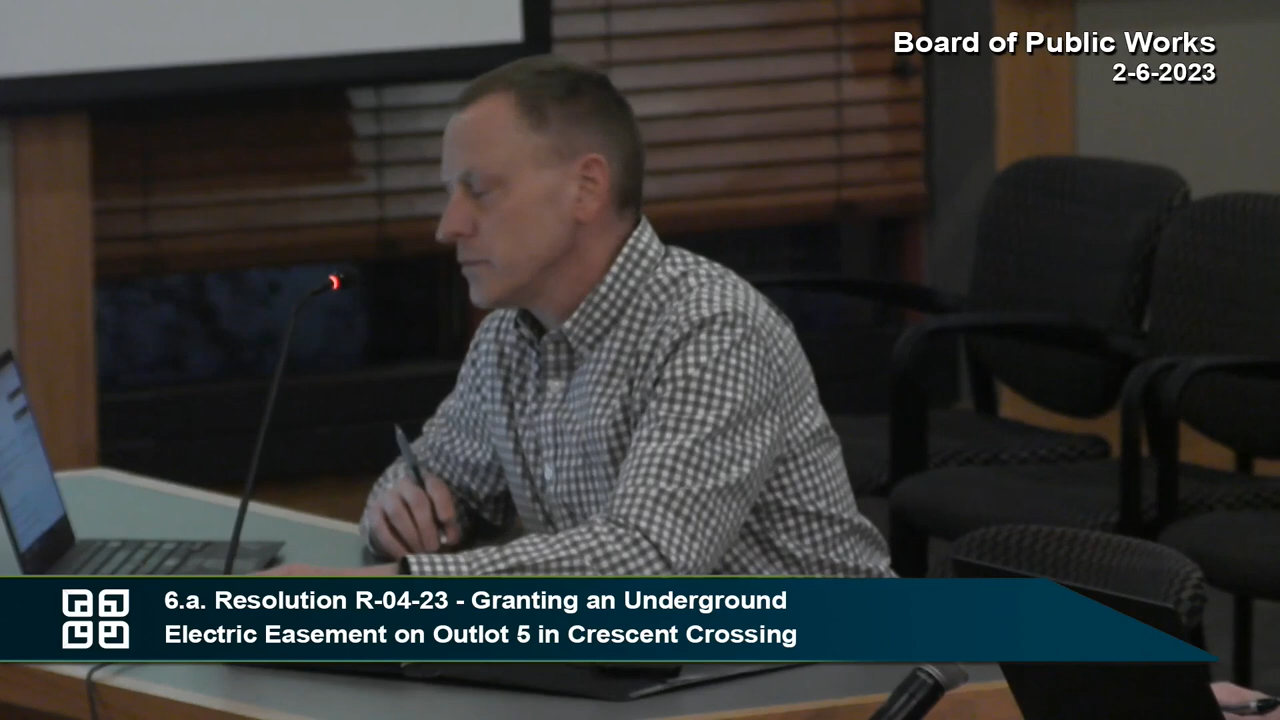 Board of Public Works
2-6-2023
6.a. Resolution R-04-23 - Granting an Underground
Electric Easement on Outlot 5 in Crescent Crossing